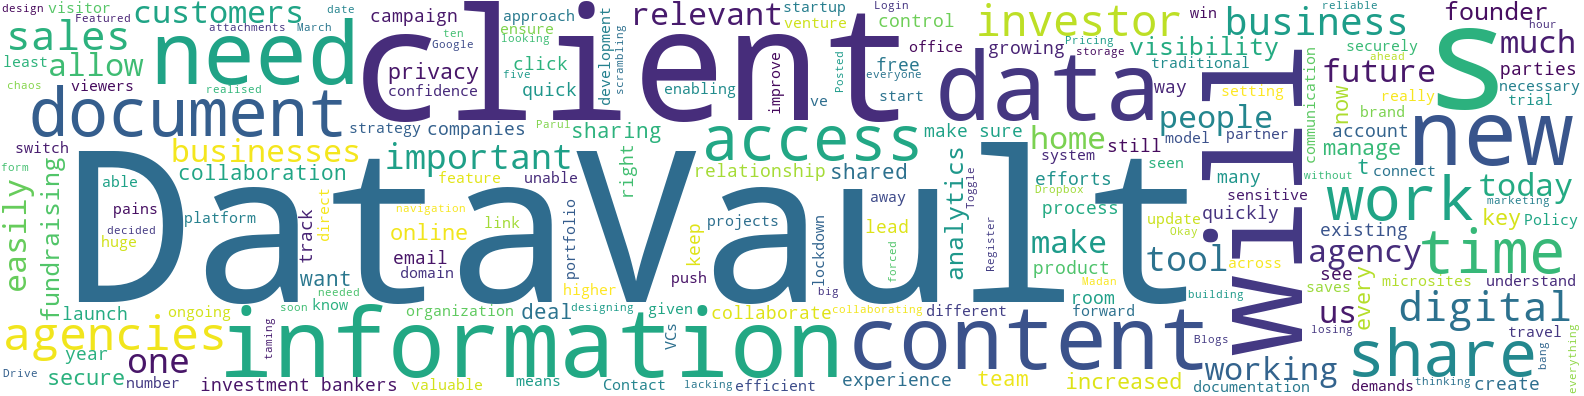 design
visitor
Featured
customers
campaign
client
approach
ensure
relevant
startup
venture
Login
control
investor
win
business
date
reliable
founder
hour
attachments
March
ten
Google
looking
development
scrambling
office
growing
Pricing
storage
visibility
traditional
securely
ahead
much
parties
s
sales
need
least
allow
viewers
chaos
realised
privacy
confidence
click
quick
enabling
improve
Posted
free
everyone
ve
start
data
way
setting
communication
future
really
necessary
trial
document
strategy
companies
Parul
sharing
access
make sure
home
people
model
partner
now
brand
account
manage
new
switch
form
businesses
collaboration
important
right
relationship
shared
analytics
still
system
seen
many
will
without
t
connect
easily
fundraising
able
pains
decided
huge
platform
direct
track
DataVault
feature
unable
navigation
online
link
email
domain
want
know
needed
portfolio
higher
projects
keep
push
lockdown
big
away
lead
forced
Toggle
Register
efforts
Dropbox
process
make
product
room
forward
Madan
sensitive
quickly
update
Okay
tool
across
building
work
today
key
Policy
marketing
existing
agency
time
see
us
every
saves
microsites
understand
launch
ongoing
agencies
year
secure
Drive
one
number
taming
information
soon
organization
deal
designing
given
VCs
collaborate
collaborating
different
content
Blogs
working
documentation
losing
digital
travel
share
bang
everything
investment
bankers
valuable
means
Contact
lacking
efficient
experience
team
increased
demands
thinking
create